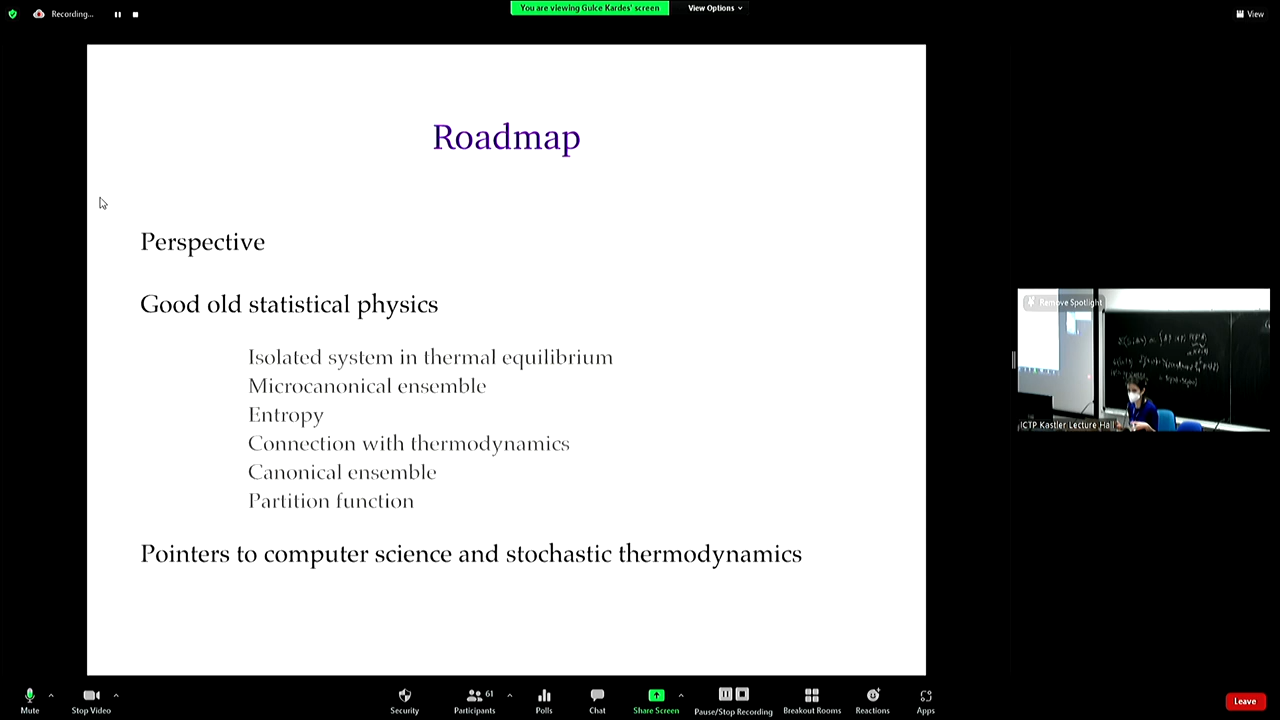 Recording...
You are viewing Gulce Kardes' screen
View Options
View
Roadmap
Perspective
Good old statistical physics
Isolated system in thermal equilibrium
Microcanonical ensemble
Entropy
Connection with thermodynamics
Canonical ensemble
Partition function
Pointers to computer science and stochastic thermodynamics
Remove Spotlight
ICTP Kastler Lecture Hall
Mute
Stop Video
Security
61
Participants
Polls
Chat
Share Screen
Pause/Stop Recording
Breakout Rooms
Reactions
Apps
Leave